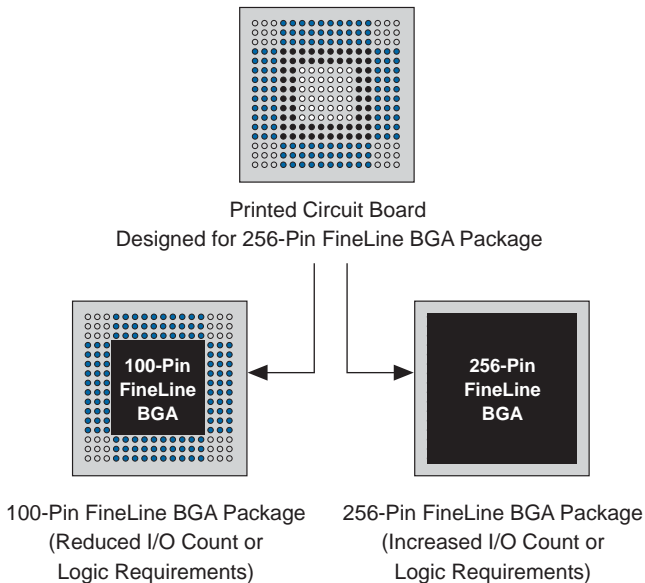 Printed Circuit Board
Designed for 256-Pin FineLine BGA Package
100-Pin
FineLine
BGA
256-Pin
FineLine
BGA
100-Pin FineLine BGA Package
(Reduced I/O Count or
Logic Requirements)
256-Pin FineLine BGA Package
(Increased I/O Count or
Logic Requirements)